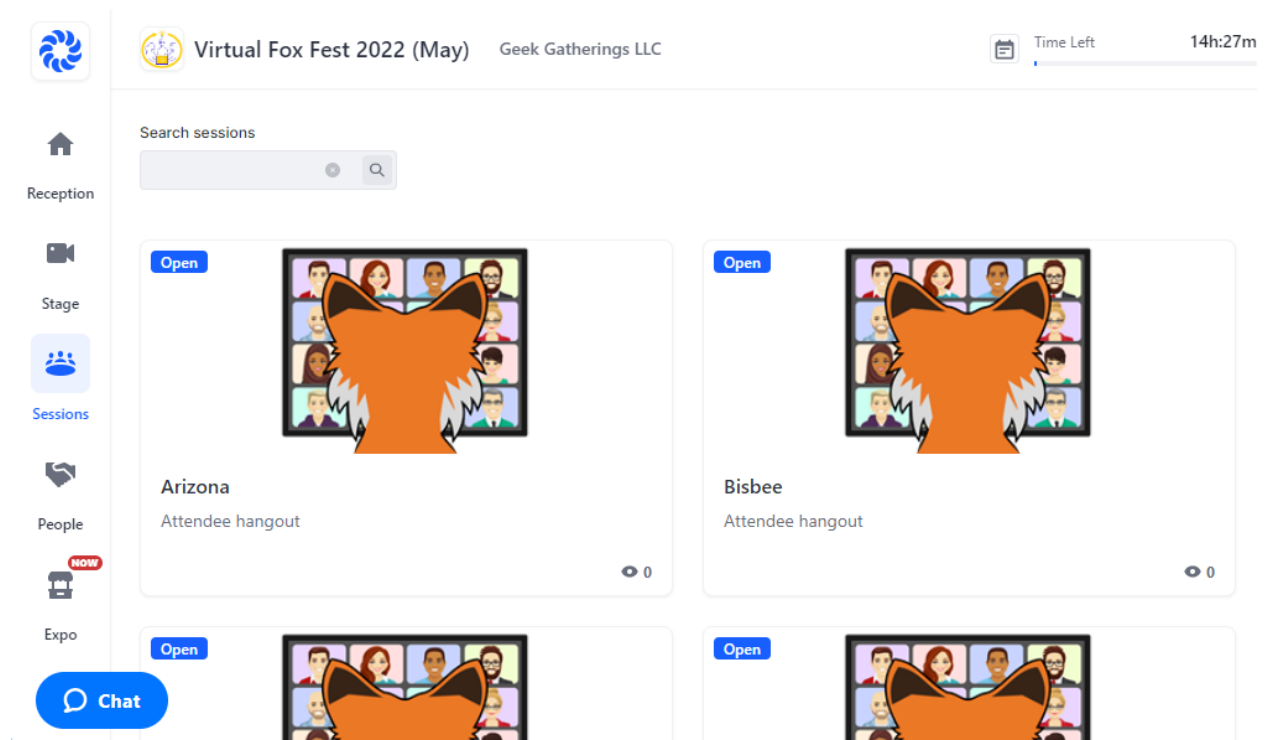 Virtual Fox Fest 2022 (May)
Geek Gatherings LLC
Time Left
14h:27m
Search sessions
Reception
Stage
Sessions
People
NOW
Expo
Chat
Open
Arizona
Attendee hangout
0
Open
Bisbee
Attendee hangout
0
Open
Open